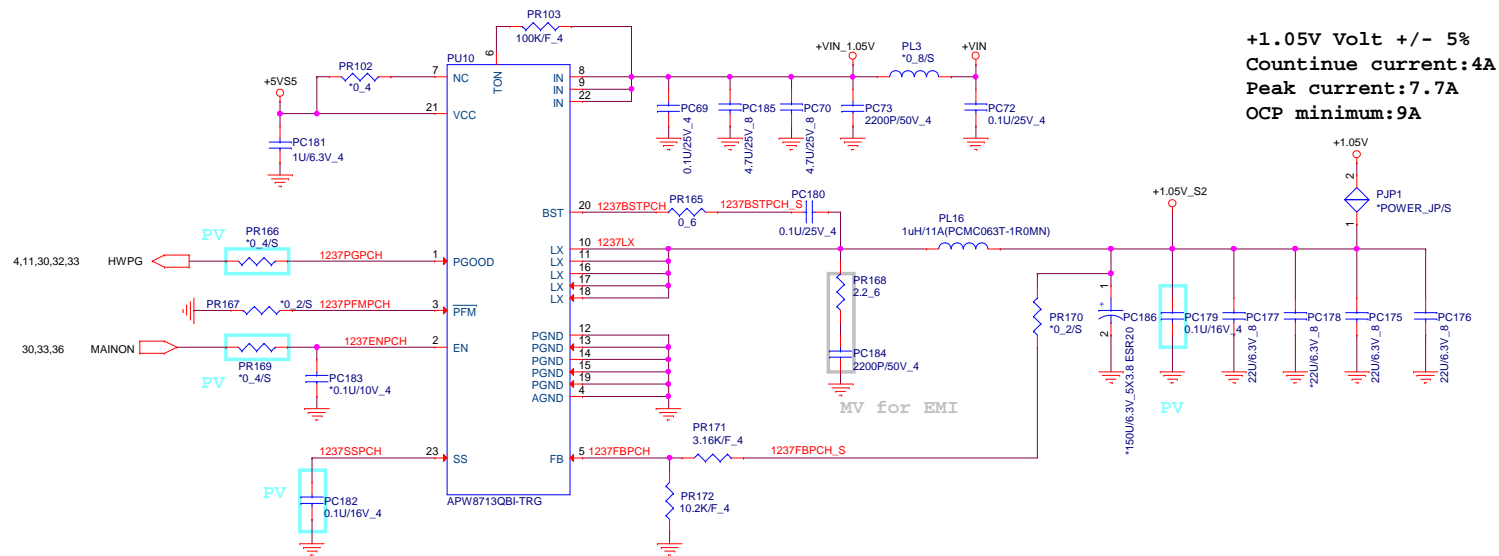 +1.05V Volt +/- 5%
Countinue current:4A
Peak current:7.7A
OCP minimum:9A
PR103
100K/F_4
6
TON
PU10
+5VS5
PR102
*0_4
7
NC
21
VCC
PC181
1U/6.3V_4
IN
8
IN
9
IN
22
+VIN_1.05V
PL3
*0_8/S
+VIN
PC69
0.1U/25V_4
PC185
4.7U/25V_8
PC70
4.7U/25V_8
PC73
2200P/50V_4
PC72
0.1U/25V_4
BST
20
1237BSTPCH
PR165
0_6
1237BSTPCH_S
PC180
0.1U/25V_4
LX
10
1237LX
LX
11
LX
16
LX
17
LX
18
PL16
1uH/11A(PCMC063T-1R0MN)
+1.05V_S2
+1.05V
2
PJP1
*POWER_JP/S
1
PV
PR166
*0_4/S
4,11,30,32,33
HWPG
1237PGPCH
1
PGOOD
PR167
*0_2/S
1237PFMPCH
3
PFM
30,33,36
MAINON
1237ENPCH
2
EN
PV
PR169
*0_4/S
PC183
*0.1U/10V_4
PGND
12
PGND
13
PGND
14
PGND
15
PGND
19
AGND
4
PR168
2.2_6
PC184
2200P/50V_4
MV for EMI
PR170
*0_2/S
1
+
PC186
2
*150U/6.3V_5X3.8 ESR20
PC179
0.1U/16V_4
PV
PC177
22U/6.3V_8
PC178
*22U/6.3V_8
PC175
22U/6.3V_8
PC176
22U/6.3V_8
1237SSPCH
23
SS
PV
PC182
0.1U/16V_4
FB
5
1237FBPCH
PR171
3.16K/F_4
1237FBPCH_S
PR172
10.2K/F_4
APW8713QBI-TRG